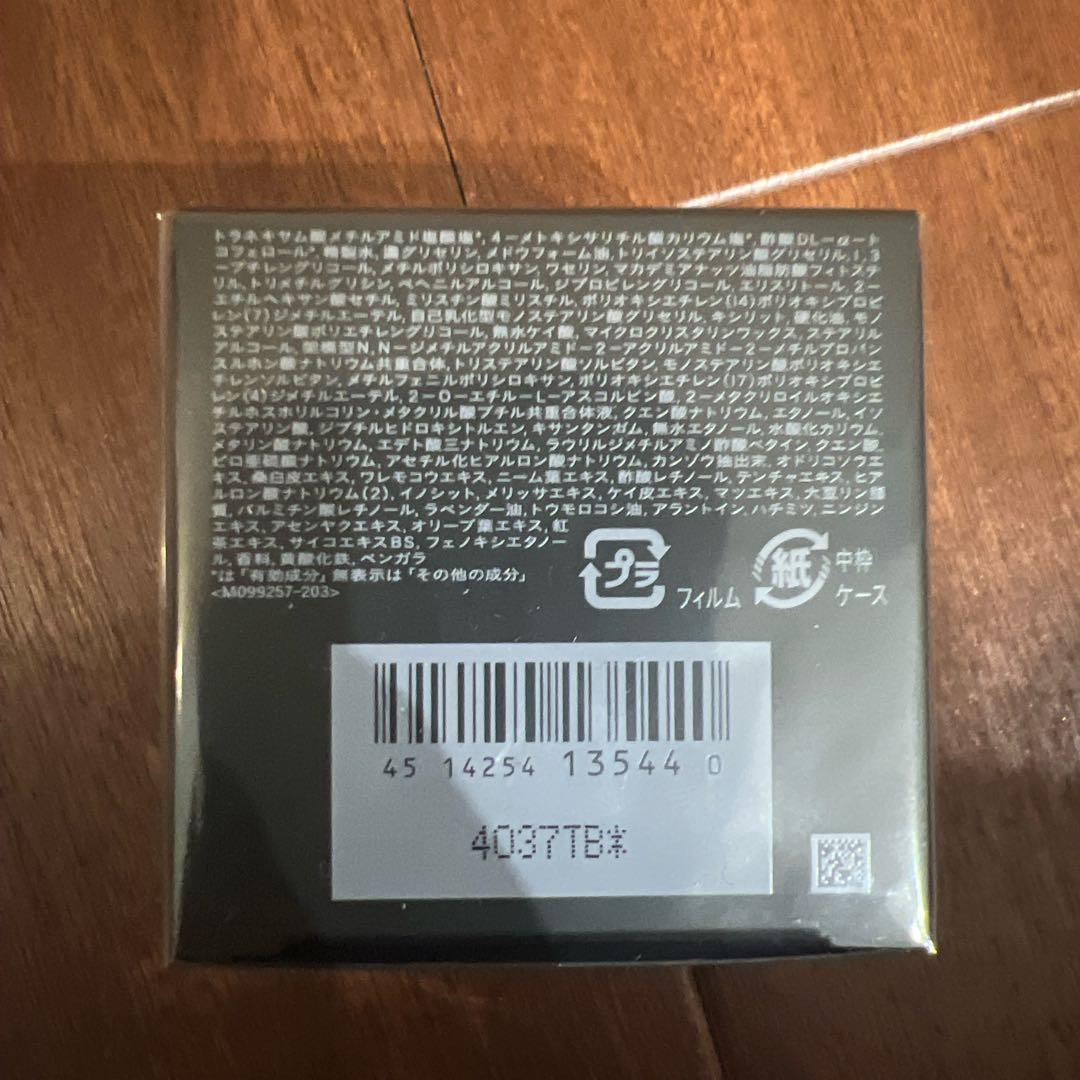 トラネキサム酸メチルアミド塩酸塩*, 4-メトキシサリチル酸カリウム塩*, 酢酸DL-α-ト
コフェロール*, 精製水, 濃グリセリン, メドウフォーム油, トリイソステアリン酸グリセリル, 1, 3
-ブチレングリコール, メチルポリシロキサン, ワセリン, マカデミアナッツ油脂肪酸フィトステ
リル, トリメチルグリシン, ベヘニルアルコール, ジプロピレングリコール, エリスリトール, 2-
エチルヘキサン酸セチル, ミリスチン酸ミリスチル, ポリオキシエチレン(14)ポリオキシプロピ
レン(7)ジメチルエーテル, 自己乳化型モノステアリン酸グリセリル, キシリット, 硬化油, モノ
ステアリン酸ポリエチレングリコール, 無水ケイ酸, マイクロクリスタリンワックス, ステアリル
アルコール, 架橋型N, N-ジメチルアクリルアミド-2-アクリルアミド-2-メチルプロパン
スルホン酸ナトリウム共重合体, トリステアリン酸ソルビタン, モノステアリン酸ポリオキシエ
チレンソルビタン, メチルフェニルポリシロキサン, ポリオキシエチレン(17)ポリオキシプロピ
レン(4)ジメチルエーテル, 2-O-エチル-L-アスコルビン酸, 2-メタクリロイルオキシエ
チルホスホリルコリン・メタクリル酸ブチル共重合体液, クエン酸ナトリウム, エタノール, イソ
ステアリン酸, ジブチルヒドロキシトルエン, キサンタンガム, 無水エタノール, 水酸化カリウム,
メタリン酸ナトリウム, エデト酸三ナトリウム, ラウリルジメチルアミノ酢酸ベタイン, クエン酸,
ピロ亜硫酸ナトリウム, アセチル化ヒアルロン酸ナトリウム, カンゾウ抽出末, オドリコソウエ
キス, 桑白皮エキス, ワレモコウエキス, ニーム葉エキス, 酢酸レチノール, テンチャエキス, ヒア
ルロン酸ナトリウム(2), イノシット, メリッサエキス, ケイ皮エキス, マツエキス, 大豆リン脂
質, パルミチン酸レチノール, ラベンダー油, トウモロコシ油, アラントイン, ハチミツ, ニンジン
エキス, アセンヤクエキス, オリーブ葉エキス, 紅
茶エキス, サイコエキスBS, フェノキシエタノー
ル, 香料, 黄酸化鉄, ベンガラ
*は「有効成分」無表示は「その他の成分」
<M099257-203>
プラ
フィルム
紙
中枠
ケース
45 14254 13544 0
4037TB*